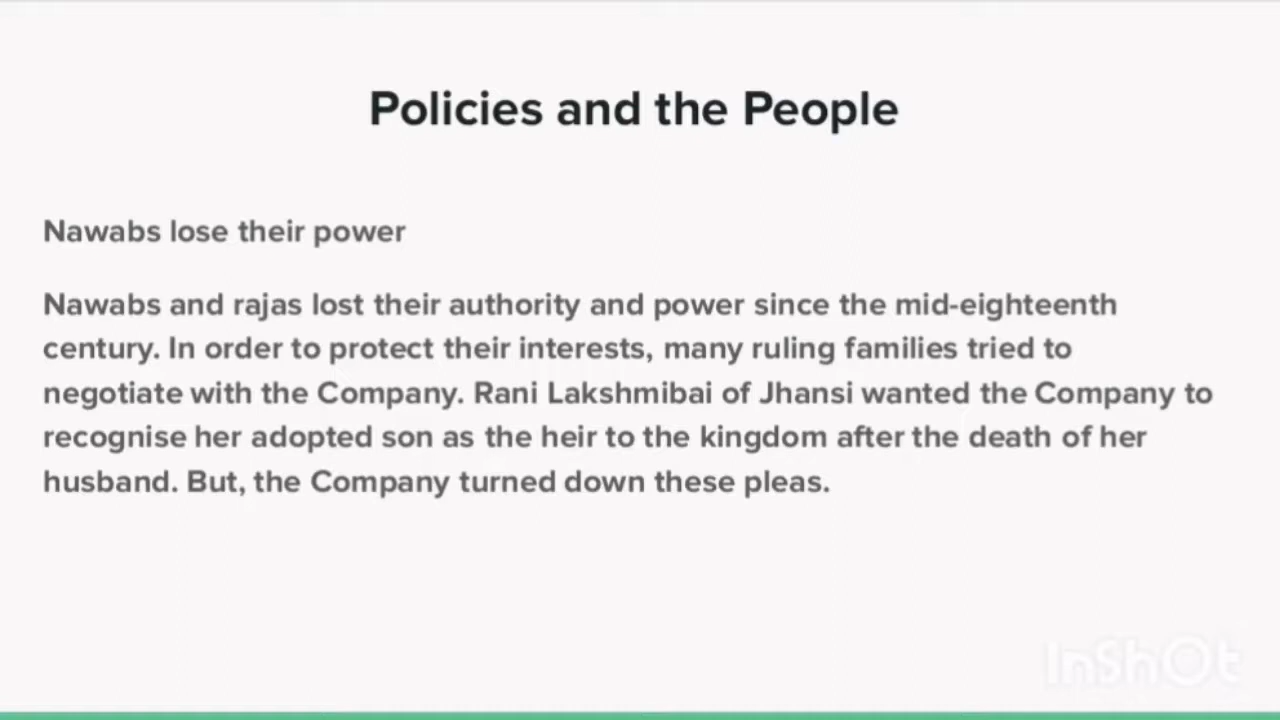 Policies and the People
Nawabs lose their power
Nawabs and rajas lost their authority and power since the mid-eighteenth
century. In order to protect their interests, many ruling families tried to
negotiate with the Company. Rani Lakshmibai of Jhansi wanted the Company to
recognise her adopted son as the heir to the kingdom after the death of her
husband. But, the Company turned down these pleas.
InShOt